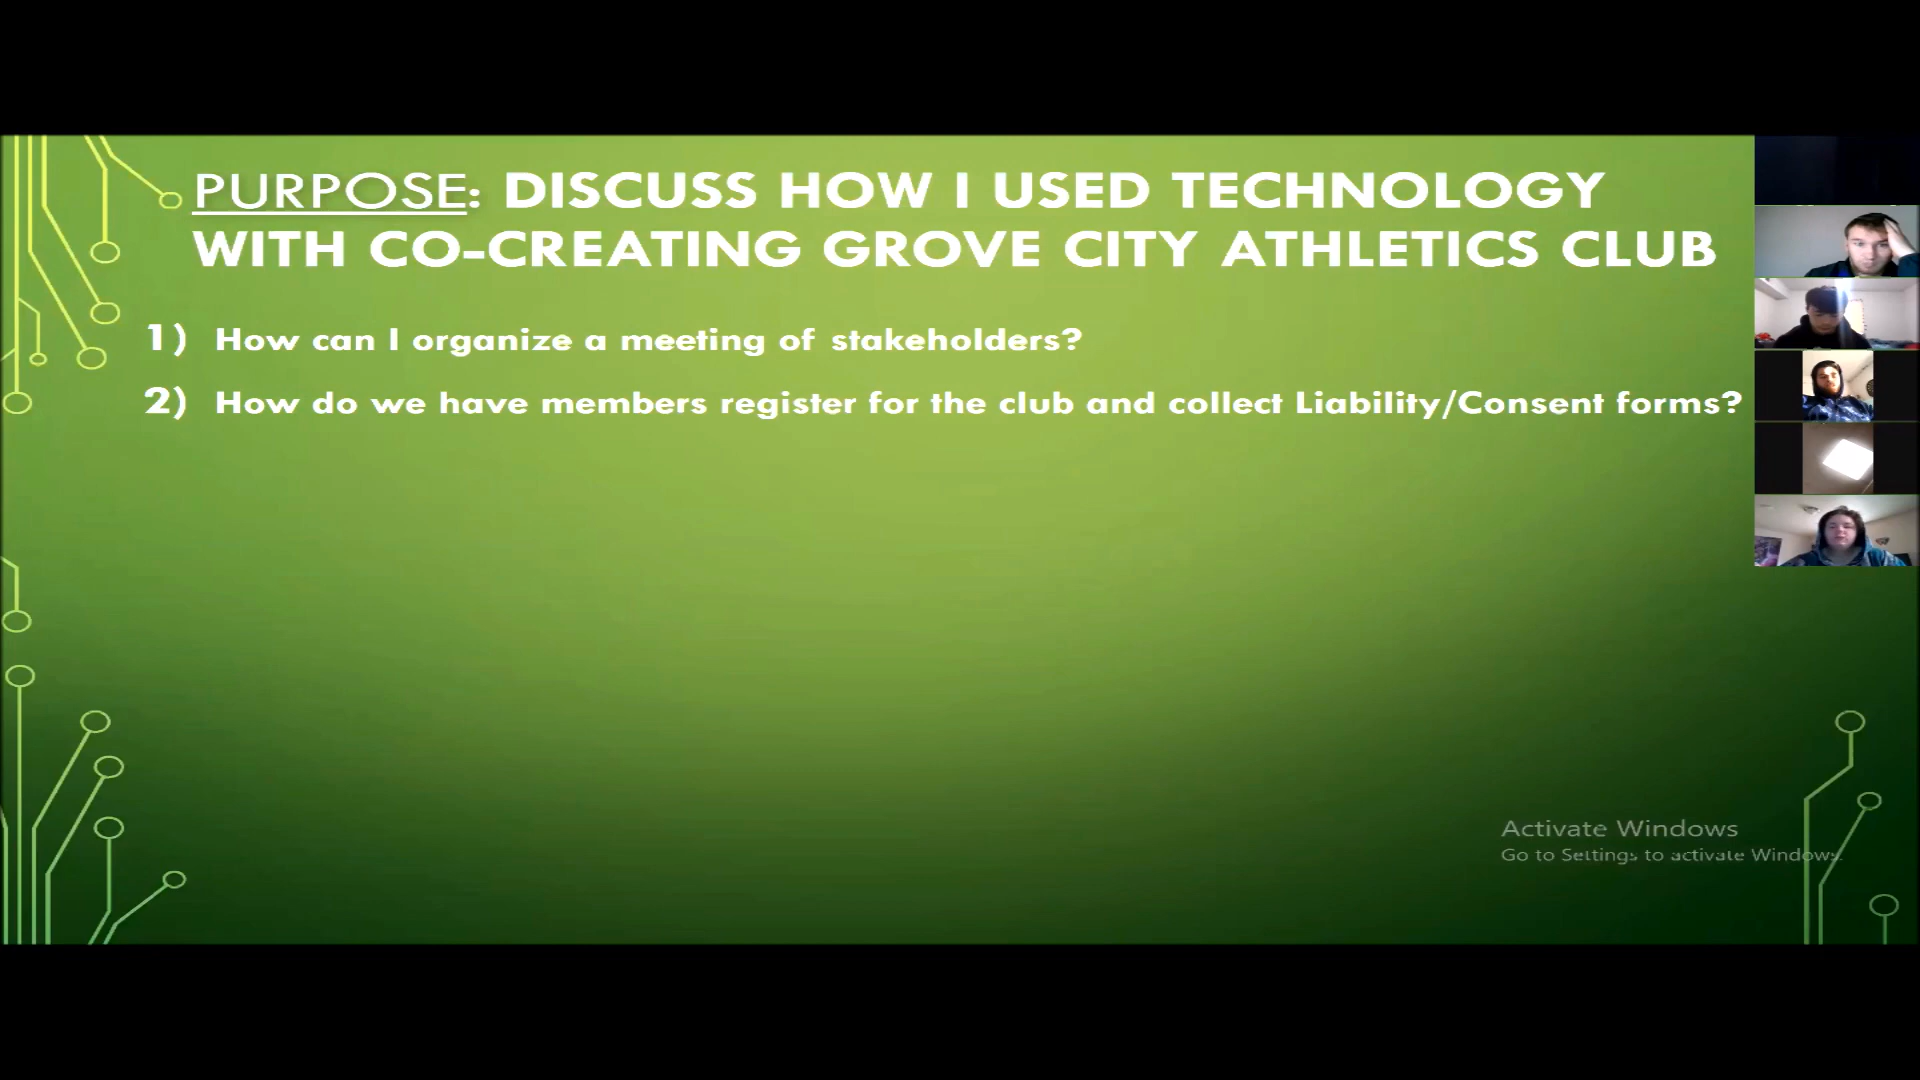 PURPOSE: DISCUSS HOW I USED TECHNOLOGY
WITH CO-CREATING GROVE CITY ATHLETICS CLUB
1) How can I organize a meeting of stakeholders?
2) How do we have members register for the club and collect Liability/Consent forms?
Activate Windows
Go to Settings to activate Windows.